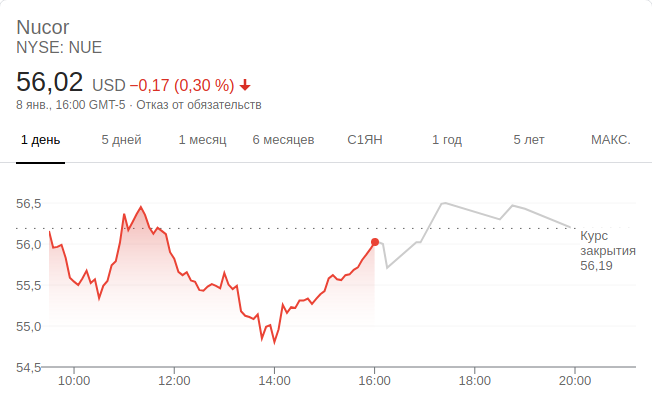 Nucor
NYSE: NUE
56,02 USD −0,17 (0,30 %)
8 янв., 16:00 GMT-5 · Отказ от обязательств
1 день 5 дней 1 месяц 6 месяцев С1ЯН 1 год 5 лет МАКС.
56,5
56,0
55,5
55,0
54,5
Курс
закрытия
56,19
10:00 12:00 14:00 16:00 18:00 20:00